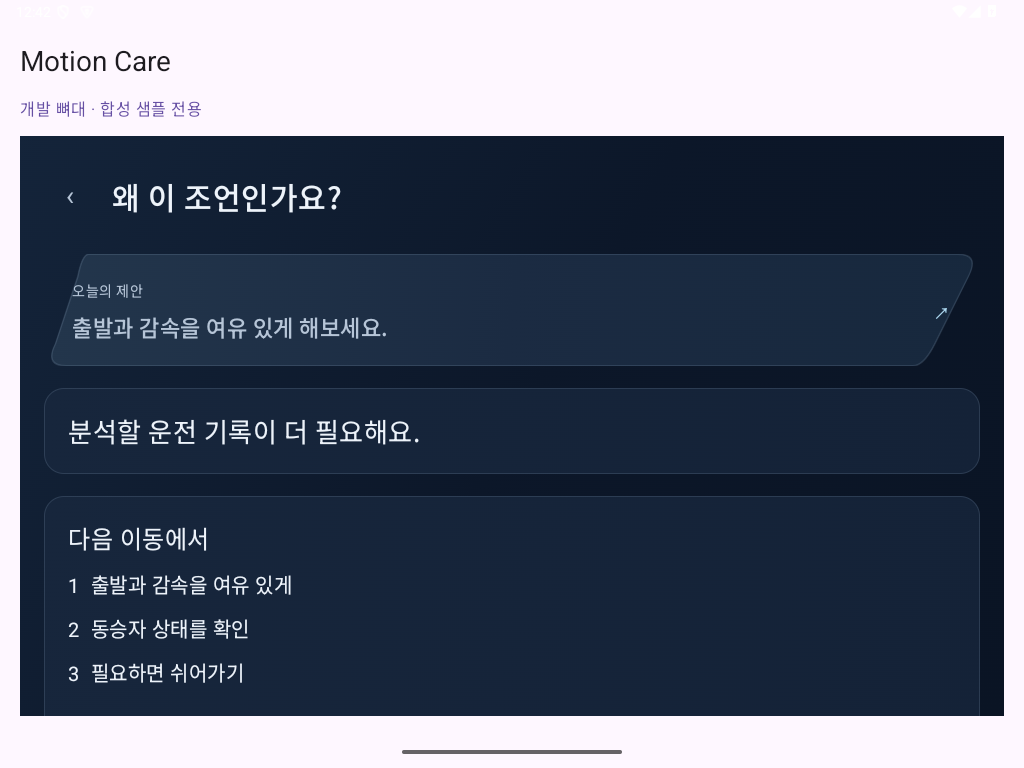 Motion Care
개발 뼈대 · 합성 샘플 전용
왜 이 조언인가요?
오늘의 제안
출발과 감속을 여유 있게 해보세요.
분석할 운전 기록이 더 필요해요.
다음 이동에서
1 출발과 감속을 여유 있게
2 동승자 상태를 확인
3 필요하면 쉬어가기